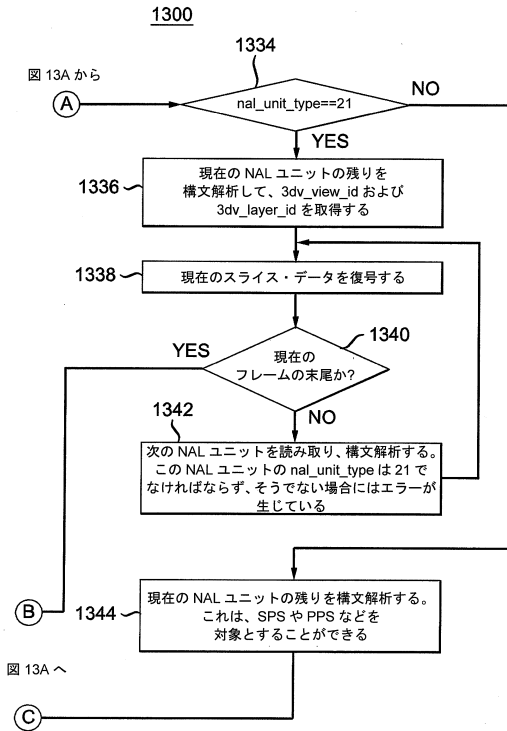 1300
1334
図 13A から
A
nal_unit_type==21
NO
YES
1336
現在の NAL ユニットの残りを
構文解析して、3dv_view_id および
3dv_layer_id を取得する
1338
現在のスライス・データを復号する
1340
YES
現在の
フレームの末尾か?
NO
1342
次の NAL ユニットを読み取り、構文解析する。
この NAL ユニットの nal_unit_type は 21 で
なければならず、そうでない場合にはエラーが
生じている
B
1344
現在の NAL ユニットの残りを構文解析する。
これは、SPS や PPS などを
対象とすることができる
図 13A へ
C